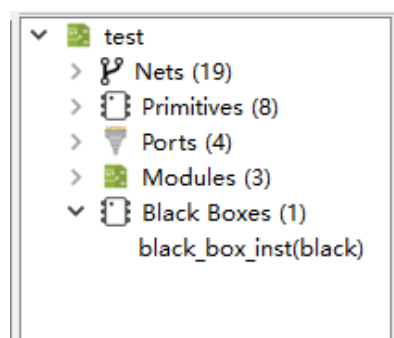 test
Nets (19)
Primitives (8)
Ports (4)
Modules (3)
Black Boxes (1)
black_box_inst(black)